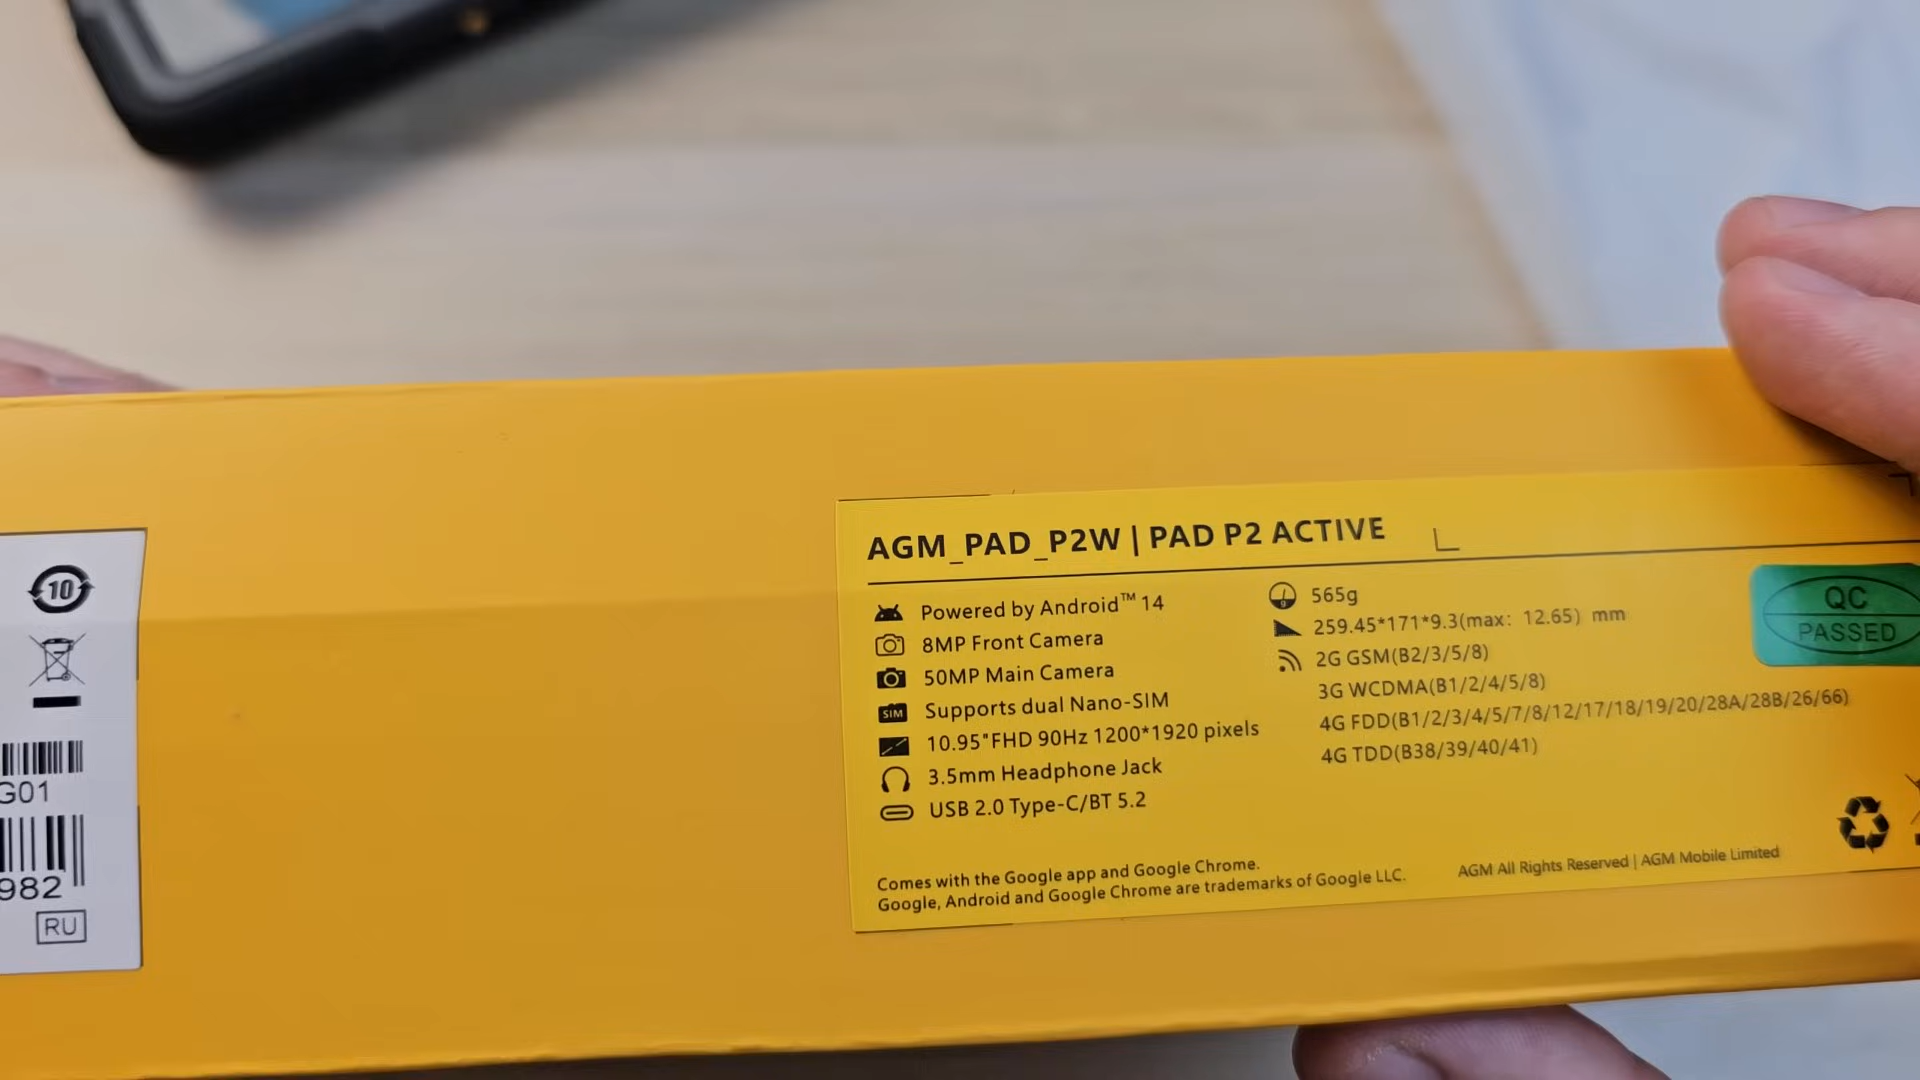 10
G01
982
RU
AGM_PAD_P2W | PAD P2 ACTIVE
Powered by Android™ 14
8MP Front Camera
50MP Main Camera
SIM
Supports dual Nano-SIM
10.95"FHD 90Hz 1200*1920 pixels
3.5mm Headphone Jack
USB 2.0 Type-C/BT 5.2
565g
259.45*171*9.3(max: 12.65) mm
2G GSM(B2/3/5/8)
3G WCDMA(B1/2/4/5/8)
4G FDD(B1/2/3/4/5/7/8/12/17/18/19/20/28A/28B/26/66)
4G TDD(B38/39/40/41)
QC
PASSED
Comes with the Google app and Google Chrome.
Google, Android and Google Chrome are trademarks of Google LLC.
AGM All Rights Reserved | AGM Mobile Limited